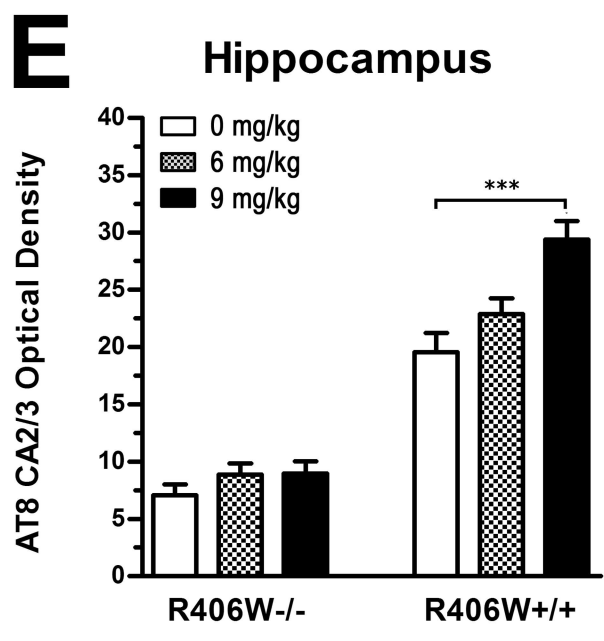 E
Hippocampus
40
35
30
25
20
15
10
5
0
AT8 CA2/3 Optical Density
0 mg/kg
6 mg/kg
9 mg/kg
***
R406W-/-
R406W+/+